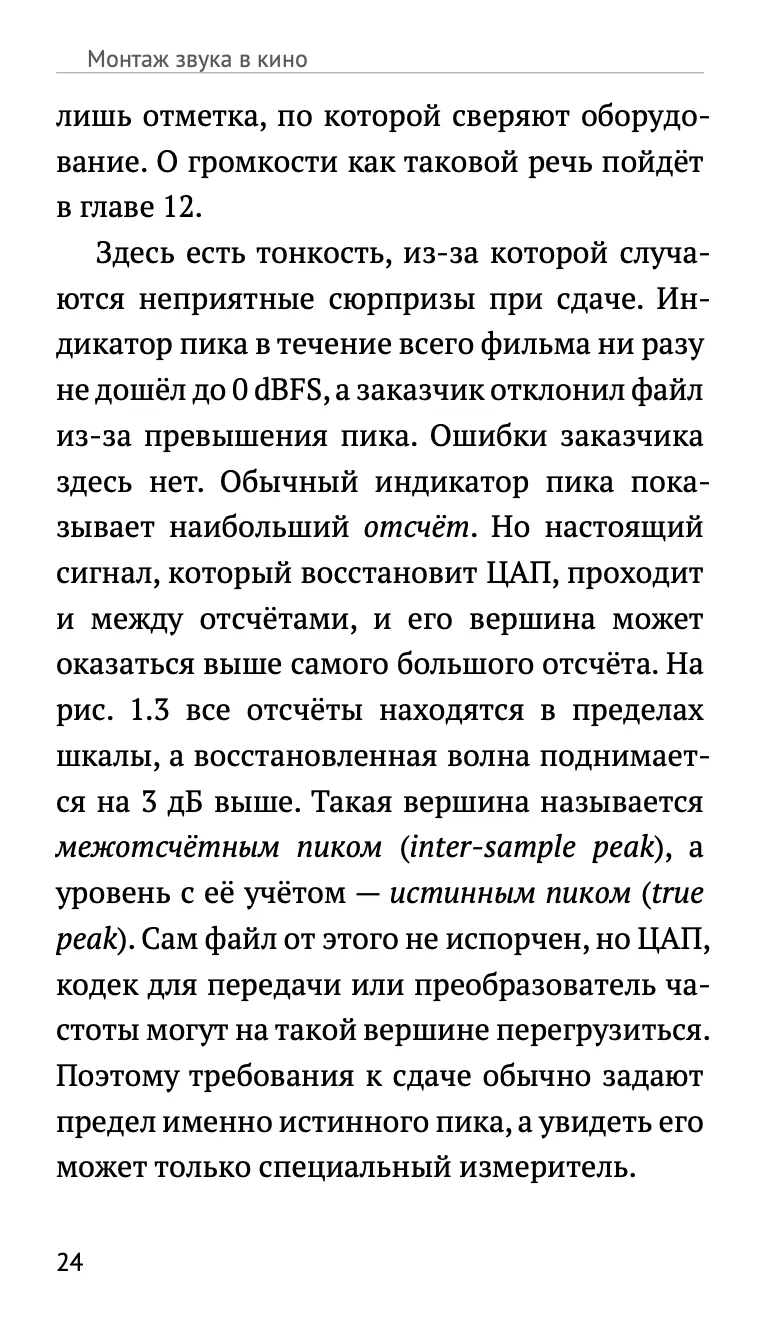 Монтаж звука в кино
лишь отметка, по которой сверяют оборудо-
вание. О громкости как таковой речь пойдёт
в главе 12.
Здесь есть тонкость, из-за которой случа-
ются неприятные сюрпризы при сдаче. Ин-
дикатор пика в течение всего фильма ни разу
не дошёл до 0 dBFS, а заказчик отклонил файл
из-за превышения пика. Ошибки заказчика
здесь нет. Обычный индикатор пика пока-
зывает наибольший отсчёт. Но настоящий
сигнал, который восстановит ЦАП, проходит
и между отсчётами, и его вершина может
оказаться выше самого большого отсчёта. На
рис. 1.3 все отсчёты находятся в пределах
шкалы, а восстановленная волна поднимает-
ся на 3 дБ выше. Такая вершина называется
межотсчётным пиком (inter-sample peak), а
уровень с её учётом — истинным пиком (true
peak). Сам файл от этого не испорчен, но ЦАП,
кодек для передачи или преобразователь ча-
стоты могут на такой вершине перегрузиться.
Поэтому требования к сдаче обычно задают
предел именно истинного пика, а увидеть его
может только специальный измеритель.
24